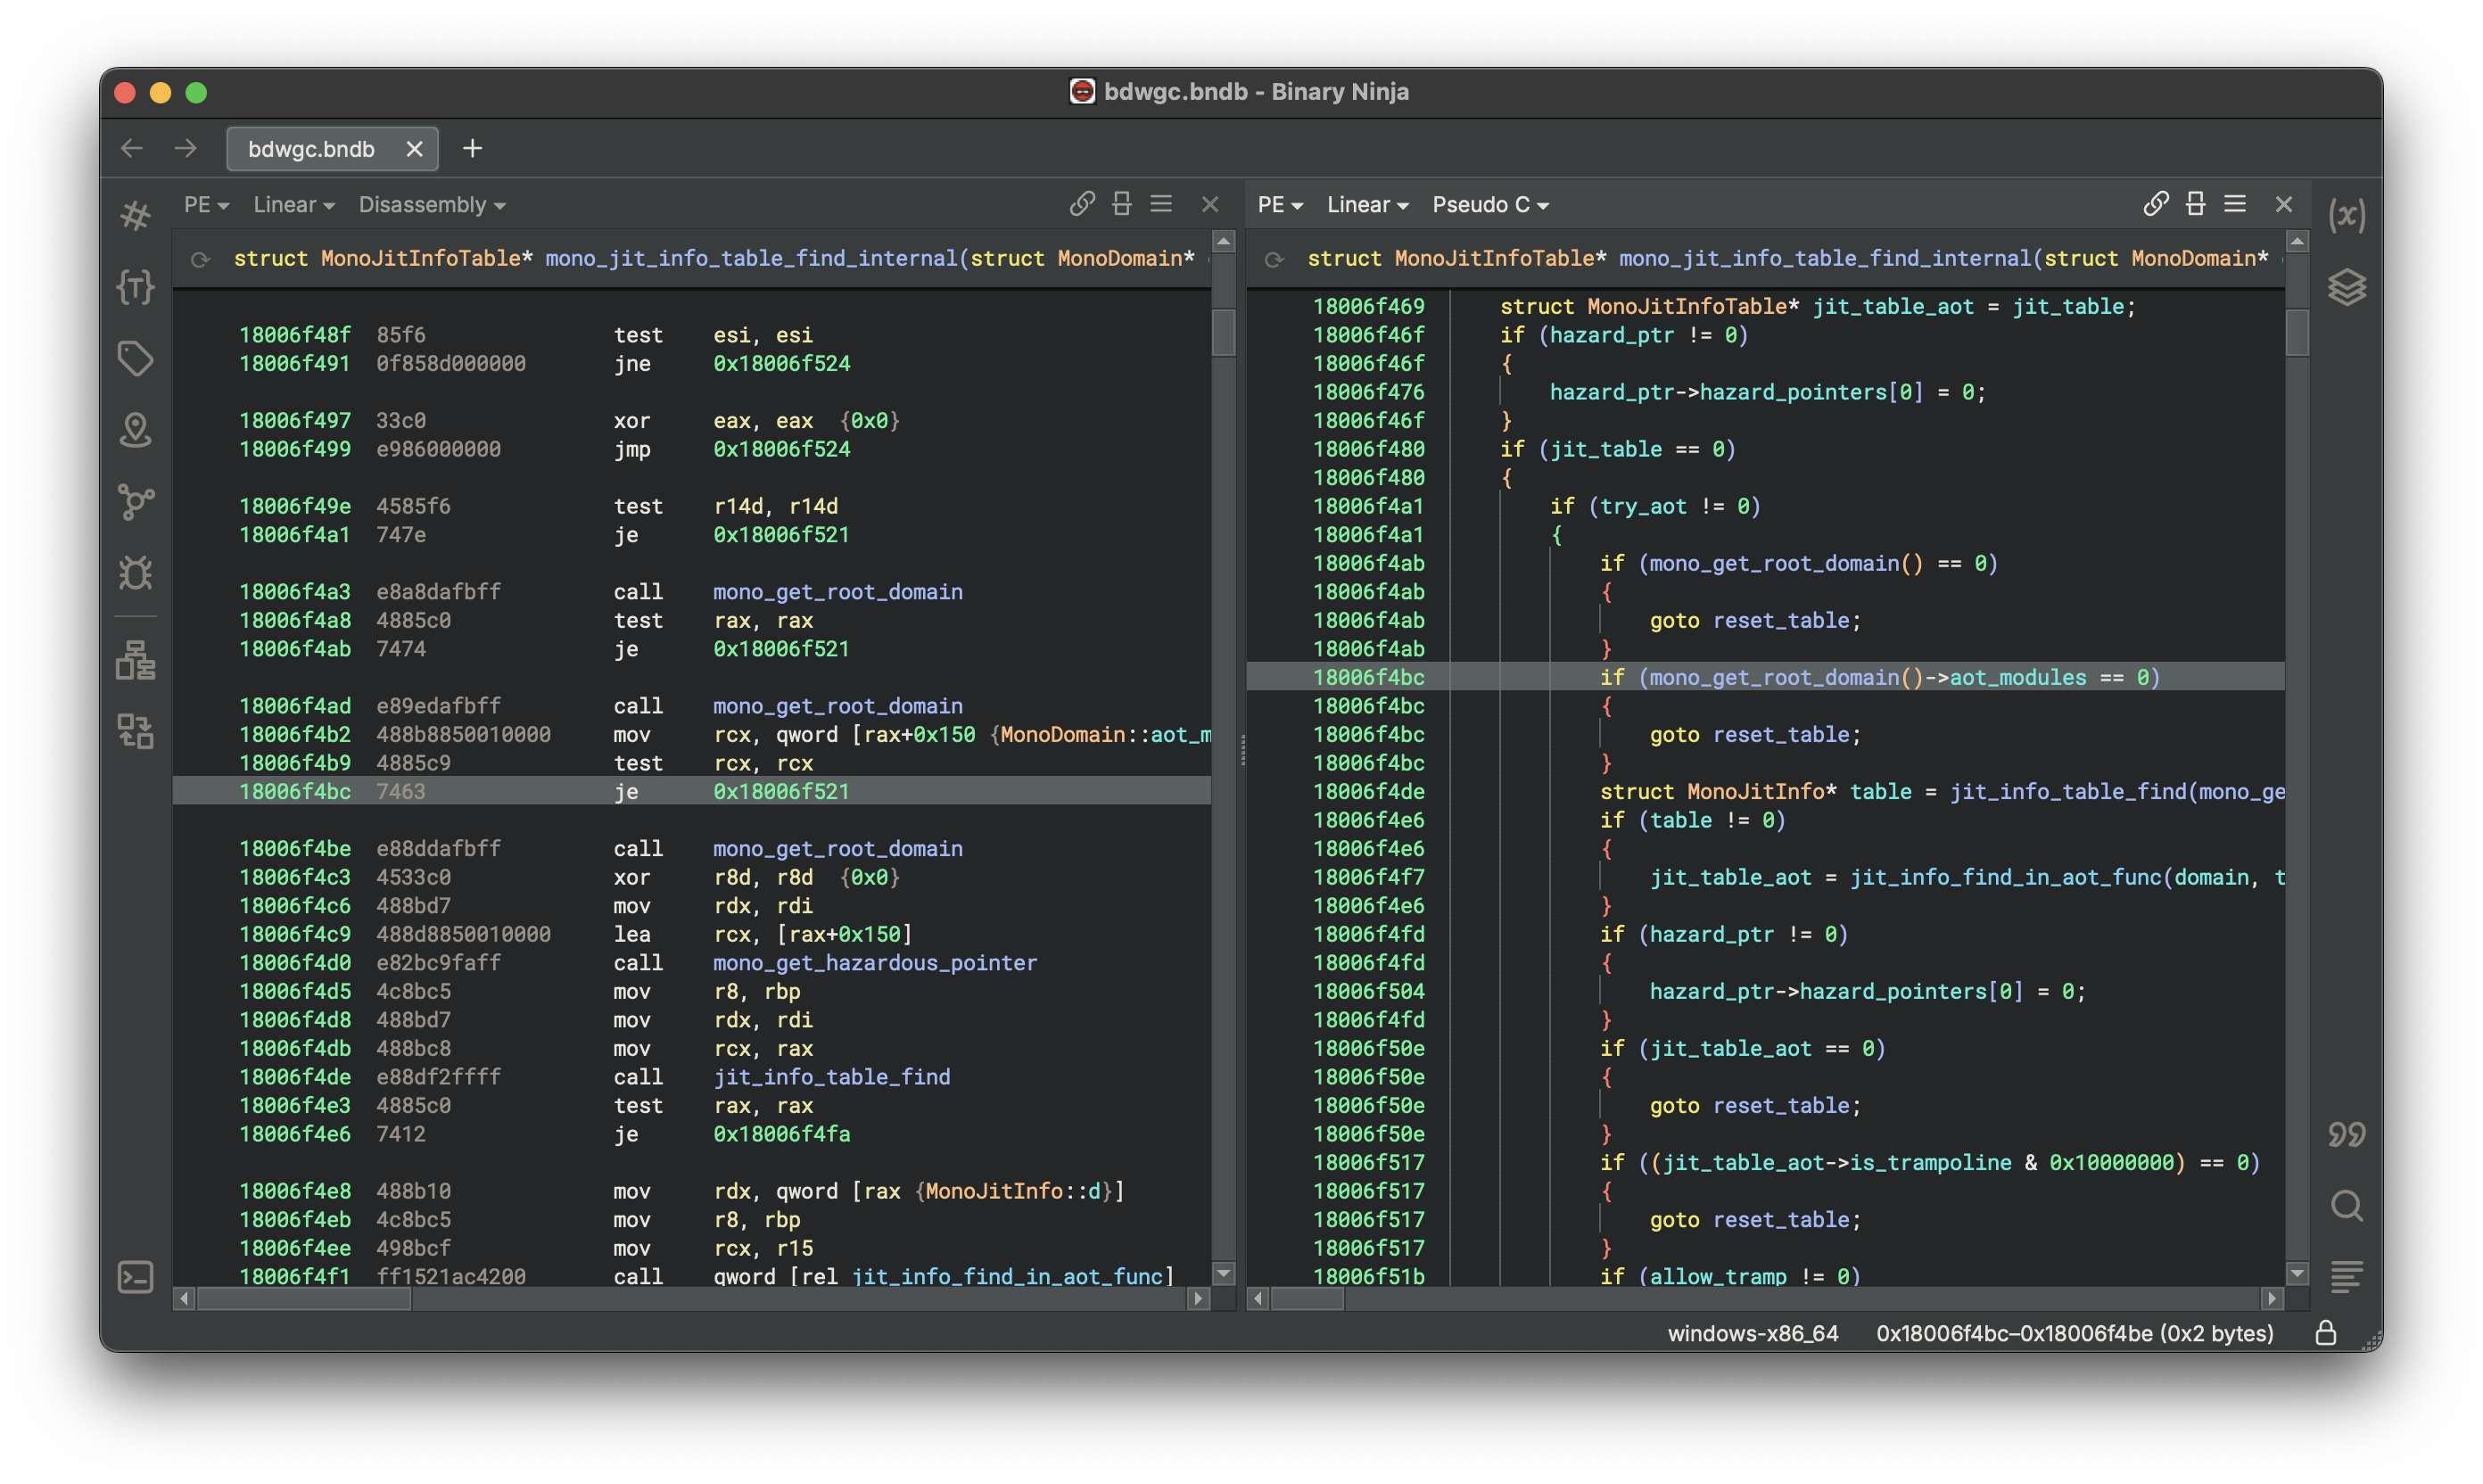 bdwgc.bndb - Binary Ninja
bdwgc.bndb
PE Linear Disassembly
struct MonoJitInfoTable* mono_jit_info_table_find_internal(struct MonoDomain*
18006f48f 85f6 test esi, esi
18006f491 0f858d000000 jne 0x18006f524
18006f497 33c0 xor eax, eax {0x0}
18006f499 e986000000 jmp 0x18006f524
18006f49e 4585f6 test r14d, r14d
18006f4a1 747e je 0x18006f521
18006f4a3 e8a8dafbff call mono_get_root_domain
18006f4a8 4885c0 test rax, rax
18006f4ab 7474 je 0x18006f521
18006f4ad e89edafbff call mono_get_root_domain
18006f4b2 488b8850010000 mov rcx, qword [rax+0x150 {MonoDomain::aot_m
18006f4b9 4885c9 test rcx, rcx
18006f4bc 7463 je 0x18006f521
18006f4be e88ddafbff call mono_get_root_domain
18006f4c3 4533c0 xor r8d, r8d {0x0}
18006f4c6 488bd7 mov rdx, rdi
18006f4c9 488d8850010000 lea rcx, [rax+0x150]
18006f4d0 e82bc9faff call mono_get_hazardous_pointer
18006f4d5 4c8bc5 mov r8, rbp
18006f4d8 488bd7 mov rdx, rdi
18006f4db 488bc8 mov rcx, rax
18006f4de e88df2ffff call jit_info_table_find
18006f4e3 4885c0 test rax, rax
18006f4e6 7412 je 0x18006f4fa
18006f4e8 488b10 mov rdx, qword [rax {MonoJitInfo::d}]
18006f4eb 4c8bc5 mov r8, rbp
18006f4ee 498bcf mov rcx, r15
18006f4f1 ff1521ac4200 call qword [rel jit_info_find_in_aot_func]
PE Linear Pseudo C
struct MonoJitInfoTable* mono_jit_info_table_find_internal(struct MonoDomain*
18006f469 struct MonoJitInfoTable* jit_table_aot = jit_table;
18006f46f if (hazard_ptr != 0)
18006f46f {
18006f476 hazard_ptr->hazard_pointers[0] = 0;
18006f46f }
18006f480 if (jit_table == 0)
18006f480 {
18006f4a1 if (try_aot != 0)
18006f4a1 {
18006f4ab if (mono_get_root_domain() == 0)
18006f4ab {
18006f4ab goto reset_table;
18006f4ab }
18006f4bc if (mono_get_root_domain()->aot_modules == 0)
18006f4bc {
18006f4bc goto reset_table;
18006f4bc }
18006f4de struct MonoJitInfo* table = jit_info_table_find(mono_ge
18006f4e6 if (table != 0)
18006f4e6 {
18006f4f7 jit_table_aot = jit_info_find_in_aot_func(domain, t
18006f4e6 }
18006f4fd if (hazard_ptr != 0)
18006f4fd {
18006f504 hazard_ptr->hazard_pointers[0] = 0;
18006f4fd }
18006f50e if (jit_table_aot == 0)
18006f50e {
18006f50e goto reset_table;
18006f50e }
18006f517 if ((jit_table_aot->is_trampoline & 0x10000000) == 0)
18006f517 {
18006f517 goto reset_table;
18006f517 }
18006f51b if (allow_tramp != 0)
windows-x86_64 0x18006f4bc–0x18006f4be (0x2 bytes)